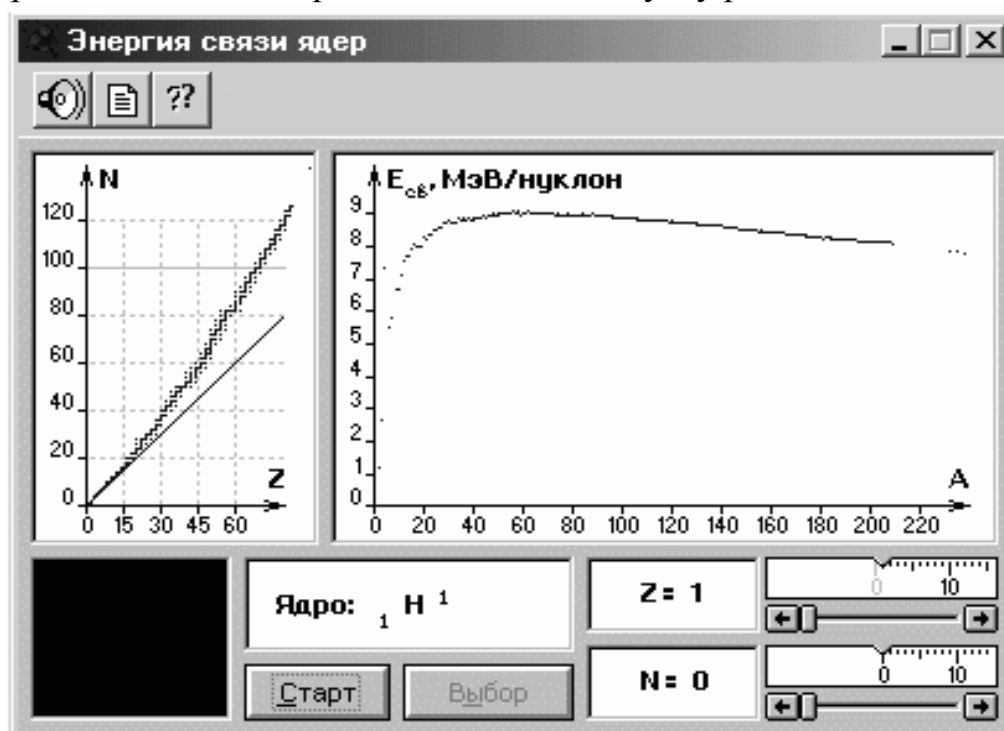 Энергия связи ядер
??
N
120
100
80
60
40
20
0
Z
0 15 30 45 60
Eсв, МэВ/нуклон
9
8
7
6
5
4
3
2
1
0
A
0 20 40 60 80 100 120 140 160 180 200 220
Ядро: 1 H 1
Z= 1
0 10
Старт
Выбор
N= 0
0 10